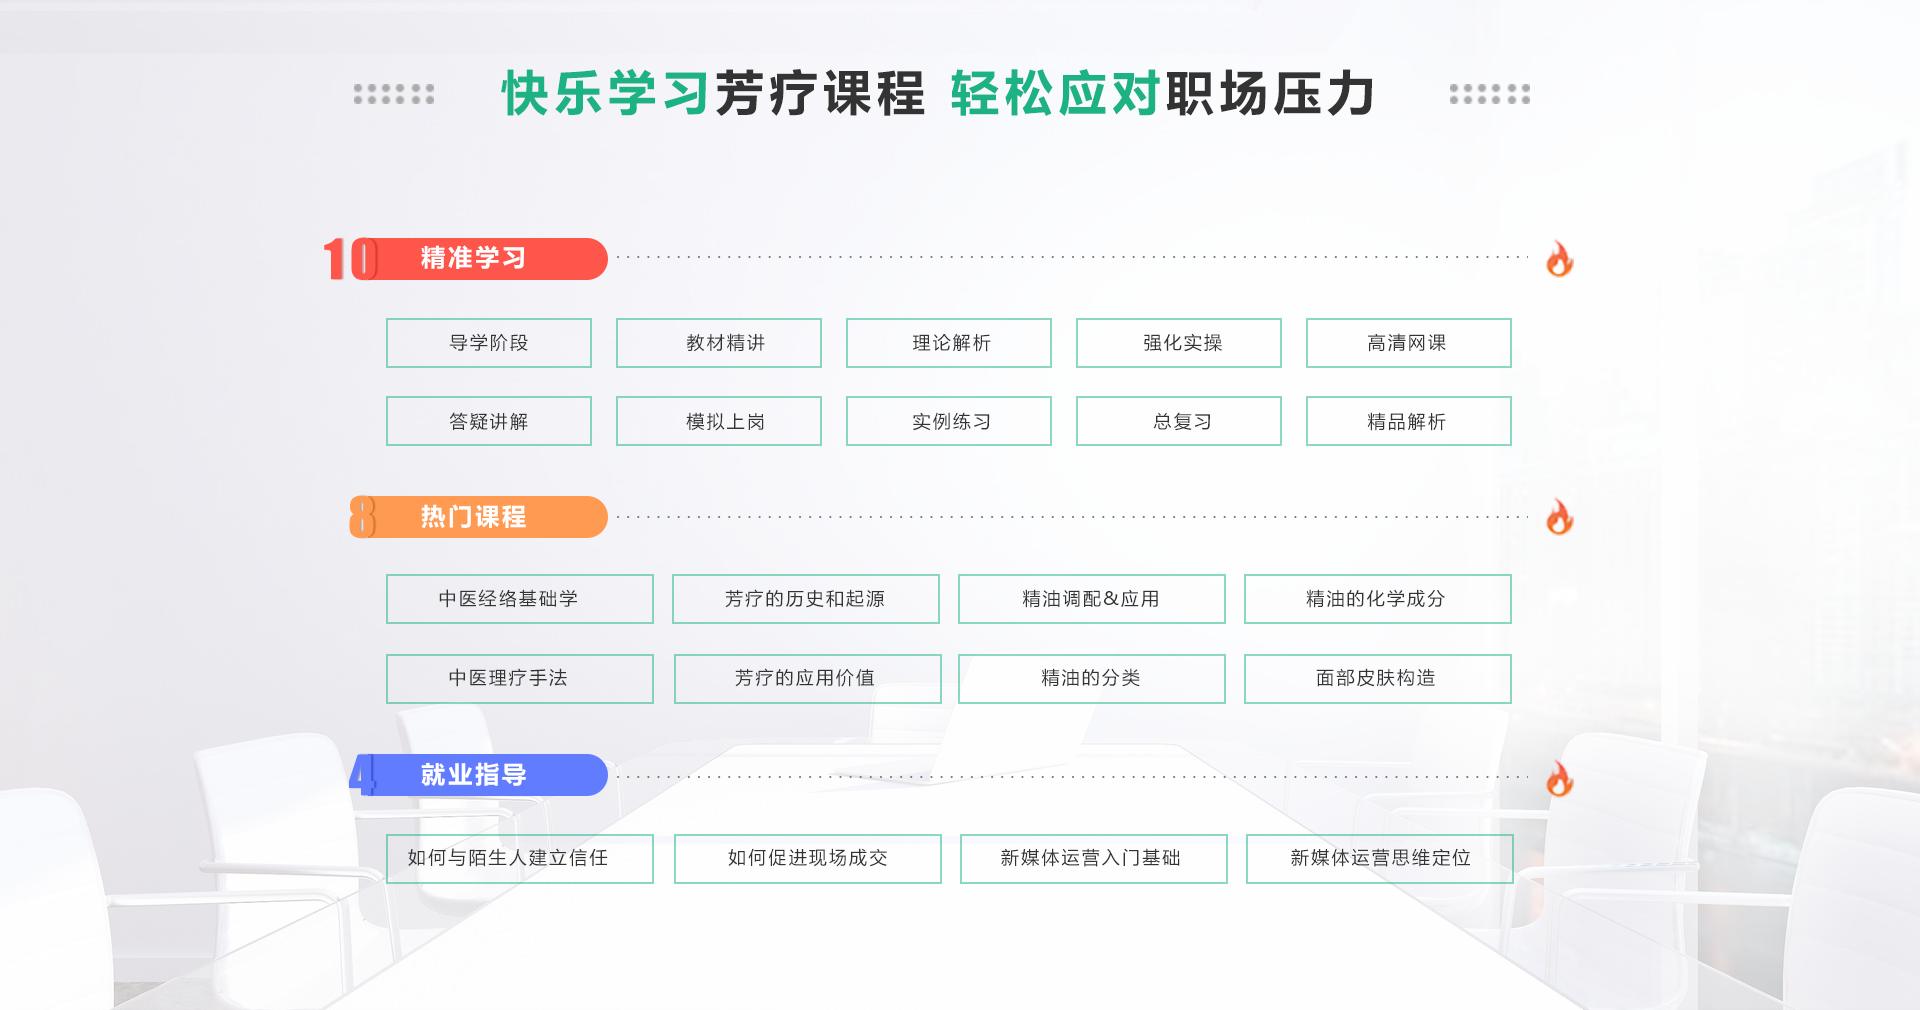 快乐学习芳疗课程 轻松应对职场压力
10 精准学习
导学阶段 教材精讲 理论解析 强化实操 高清网课
答疑讲解 模拟上岗 实例练习 总复习 精品解析
8 热门课程
中医经络基础学 芳疗的历史和起源 精油调配&应用 精油的化学成分
中医理疗手法 芳疗的应用价值 精油的分类 面部皮肤构造
4 就业指导
如何与陌生人建立信任 如何促进现场成交 新媒体运营入门基础 新媒体运营思维定位